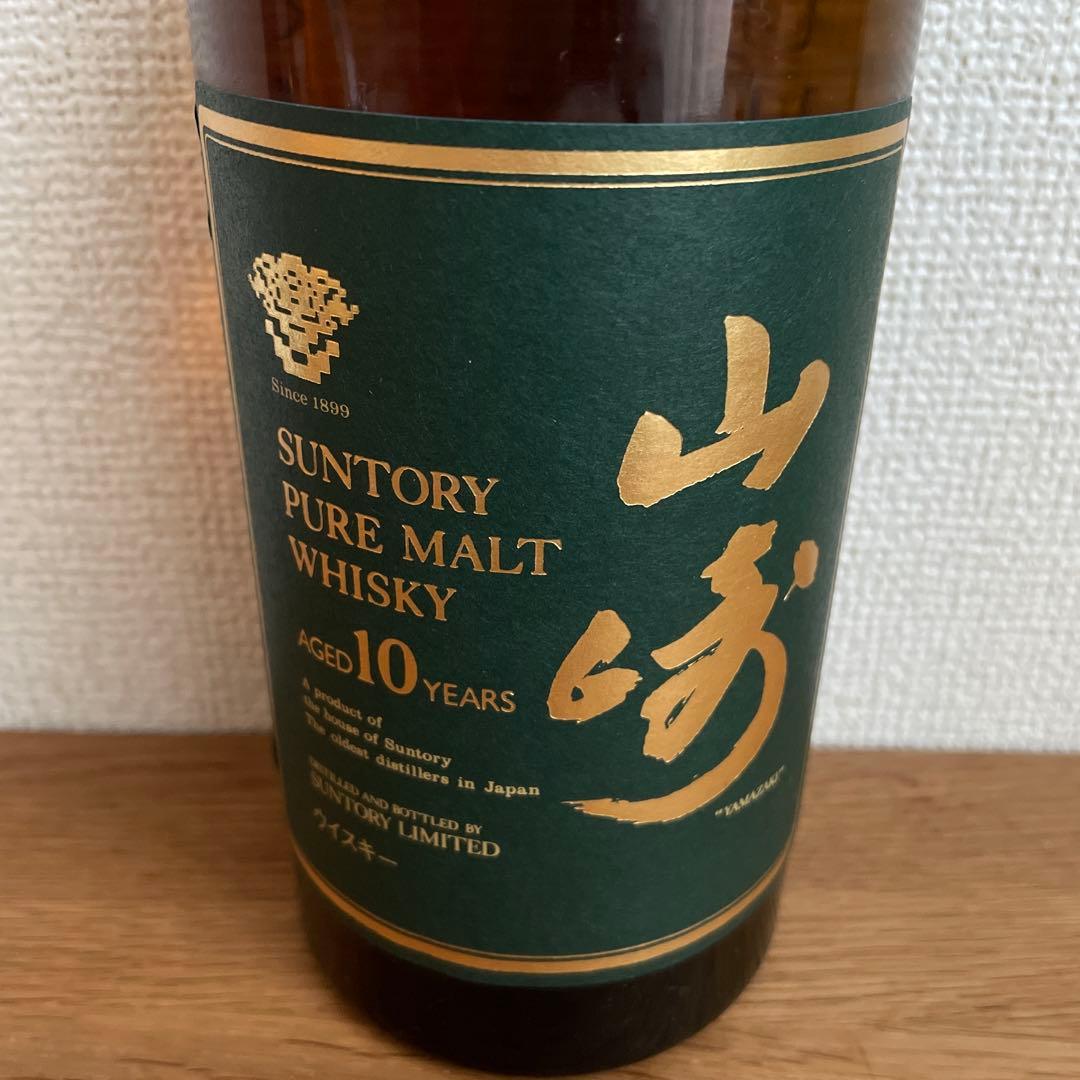 Since 1899
SUNTORY
PURE MALT
WHISKY
AGED 10 YEARS
A product of
the house of Suntory
The oldest distillers in Japan
DISTILLED AND BOTTLED BY
SUNTORY LIMITED
ウイスキー
山崎
"YAMAZAKI"